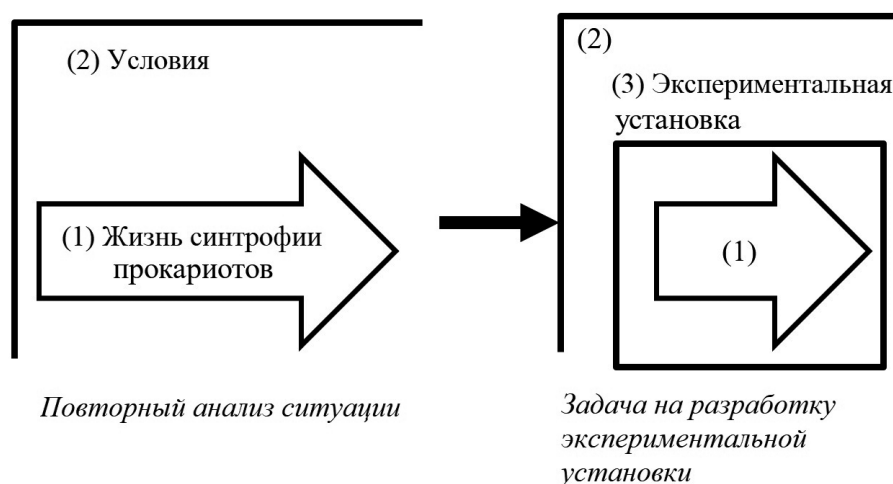 (2) Условия
(1) Жизнь синтрофии
прокариотов
Повторный анализ ситуации
(2)
(3) Экспериментальная
установка
(1)
Задача на разработку
экспериментальной
установки